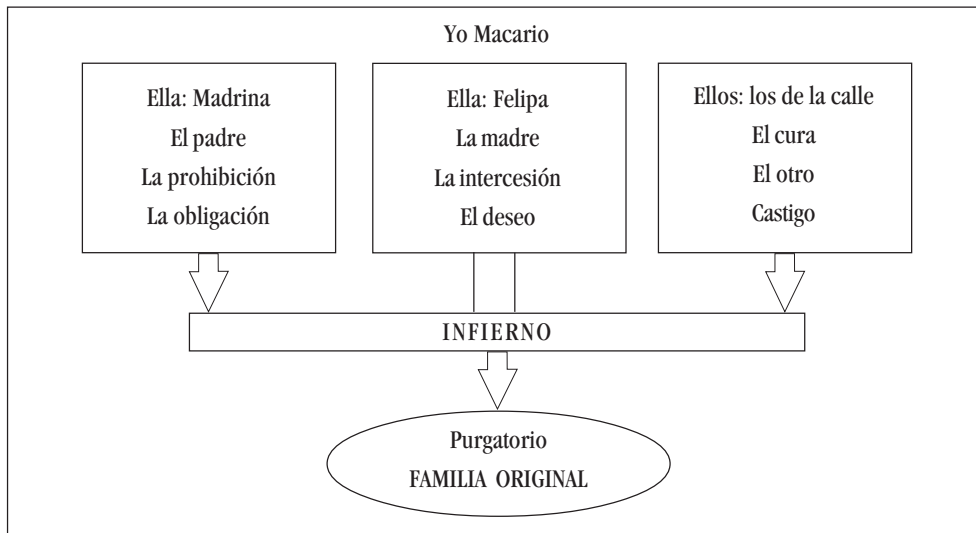 Yo Macario
Ella: Madrina
El padre
La prohibición
La obligación
Ella: Felipa
La madre
La intercesión
El deseo
Ellos: los de la calle
El cura
El otro
Castigo
INFIERNO
Purgatorio
FAMILIA ORIGINAL